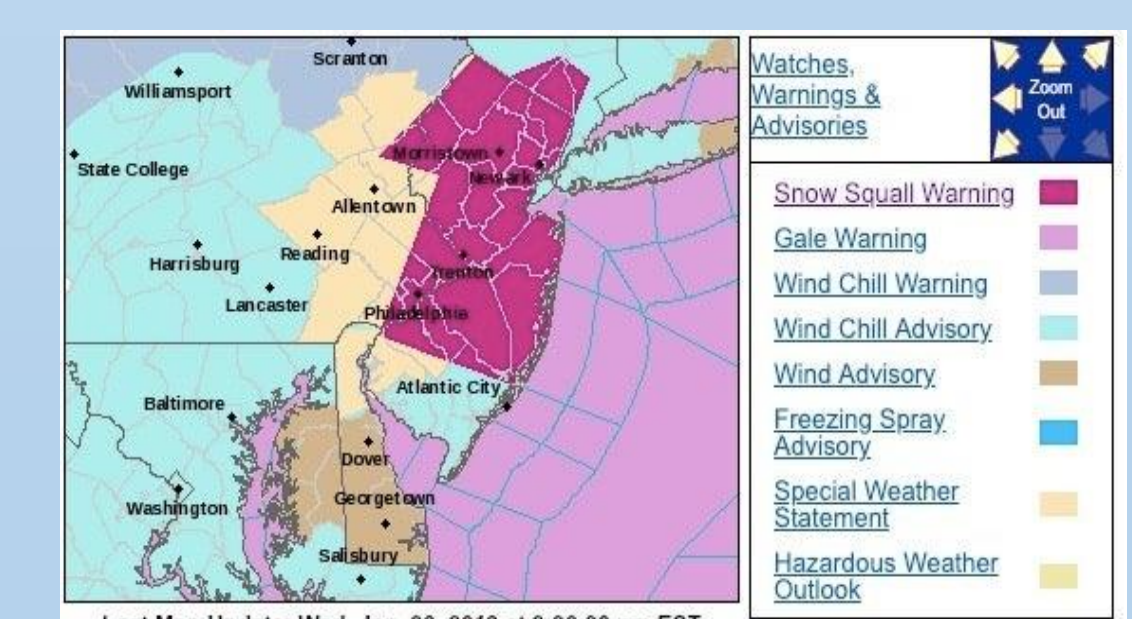 Scranton
Williamsport
Morristown
State College
Newark
Allentown
Reading
Harrisburg
Trenton
Lancaster
Philadelphia
Atlantic City
Baltimore
Dover
Georgetown
Washington
Salisbury
Watches,
Warnings &
Advisories
Zoom
Out
Snow Squall Warning
Gale Warning
Wind Chill Warning
Wind Chill Advisory
Wind Advisory
Freezing Spray
Advisory
Special Weather
Statement
Hazardous Weather
Outlook